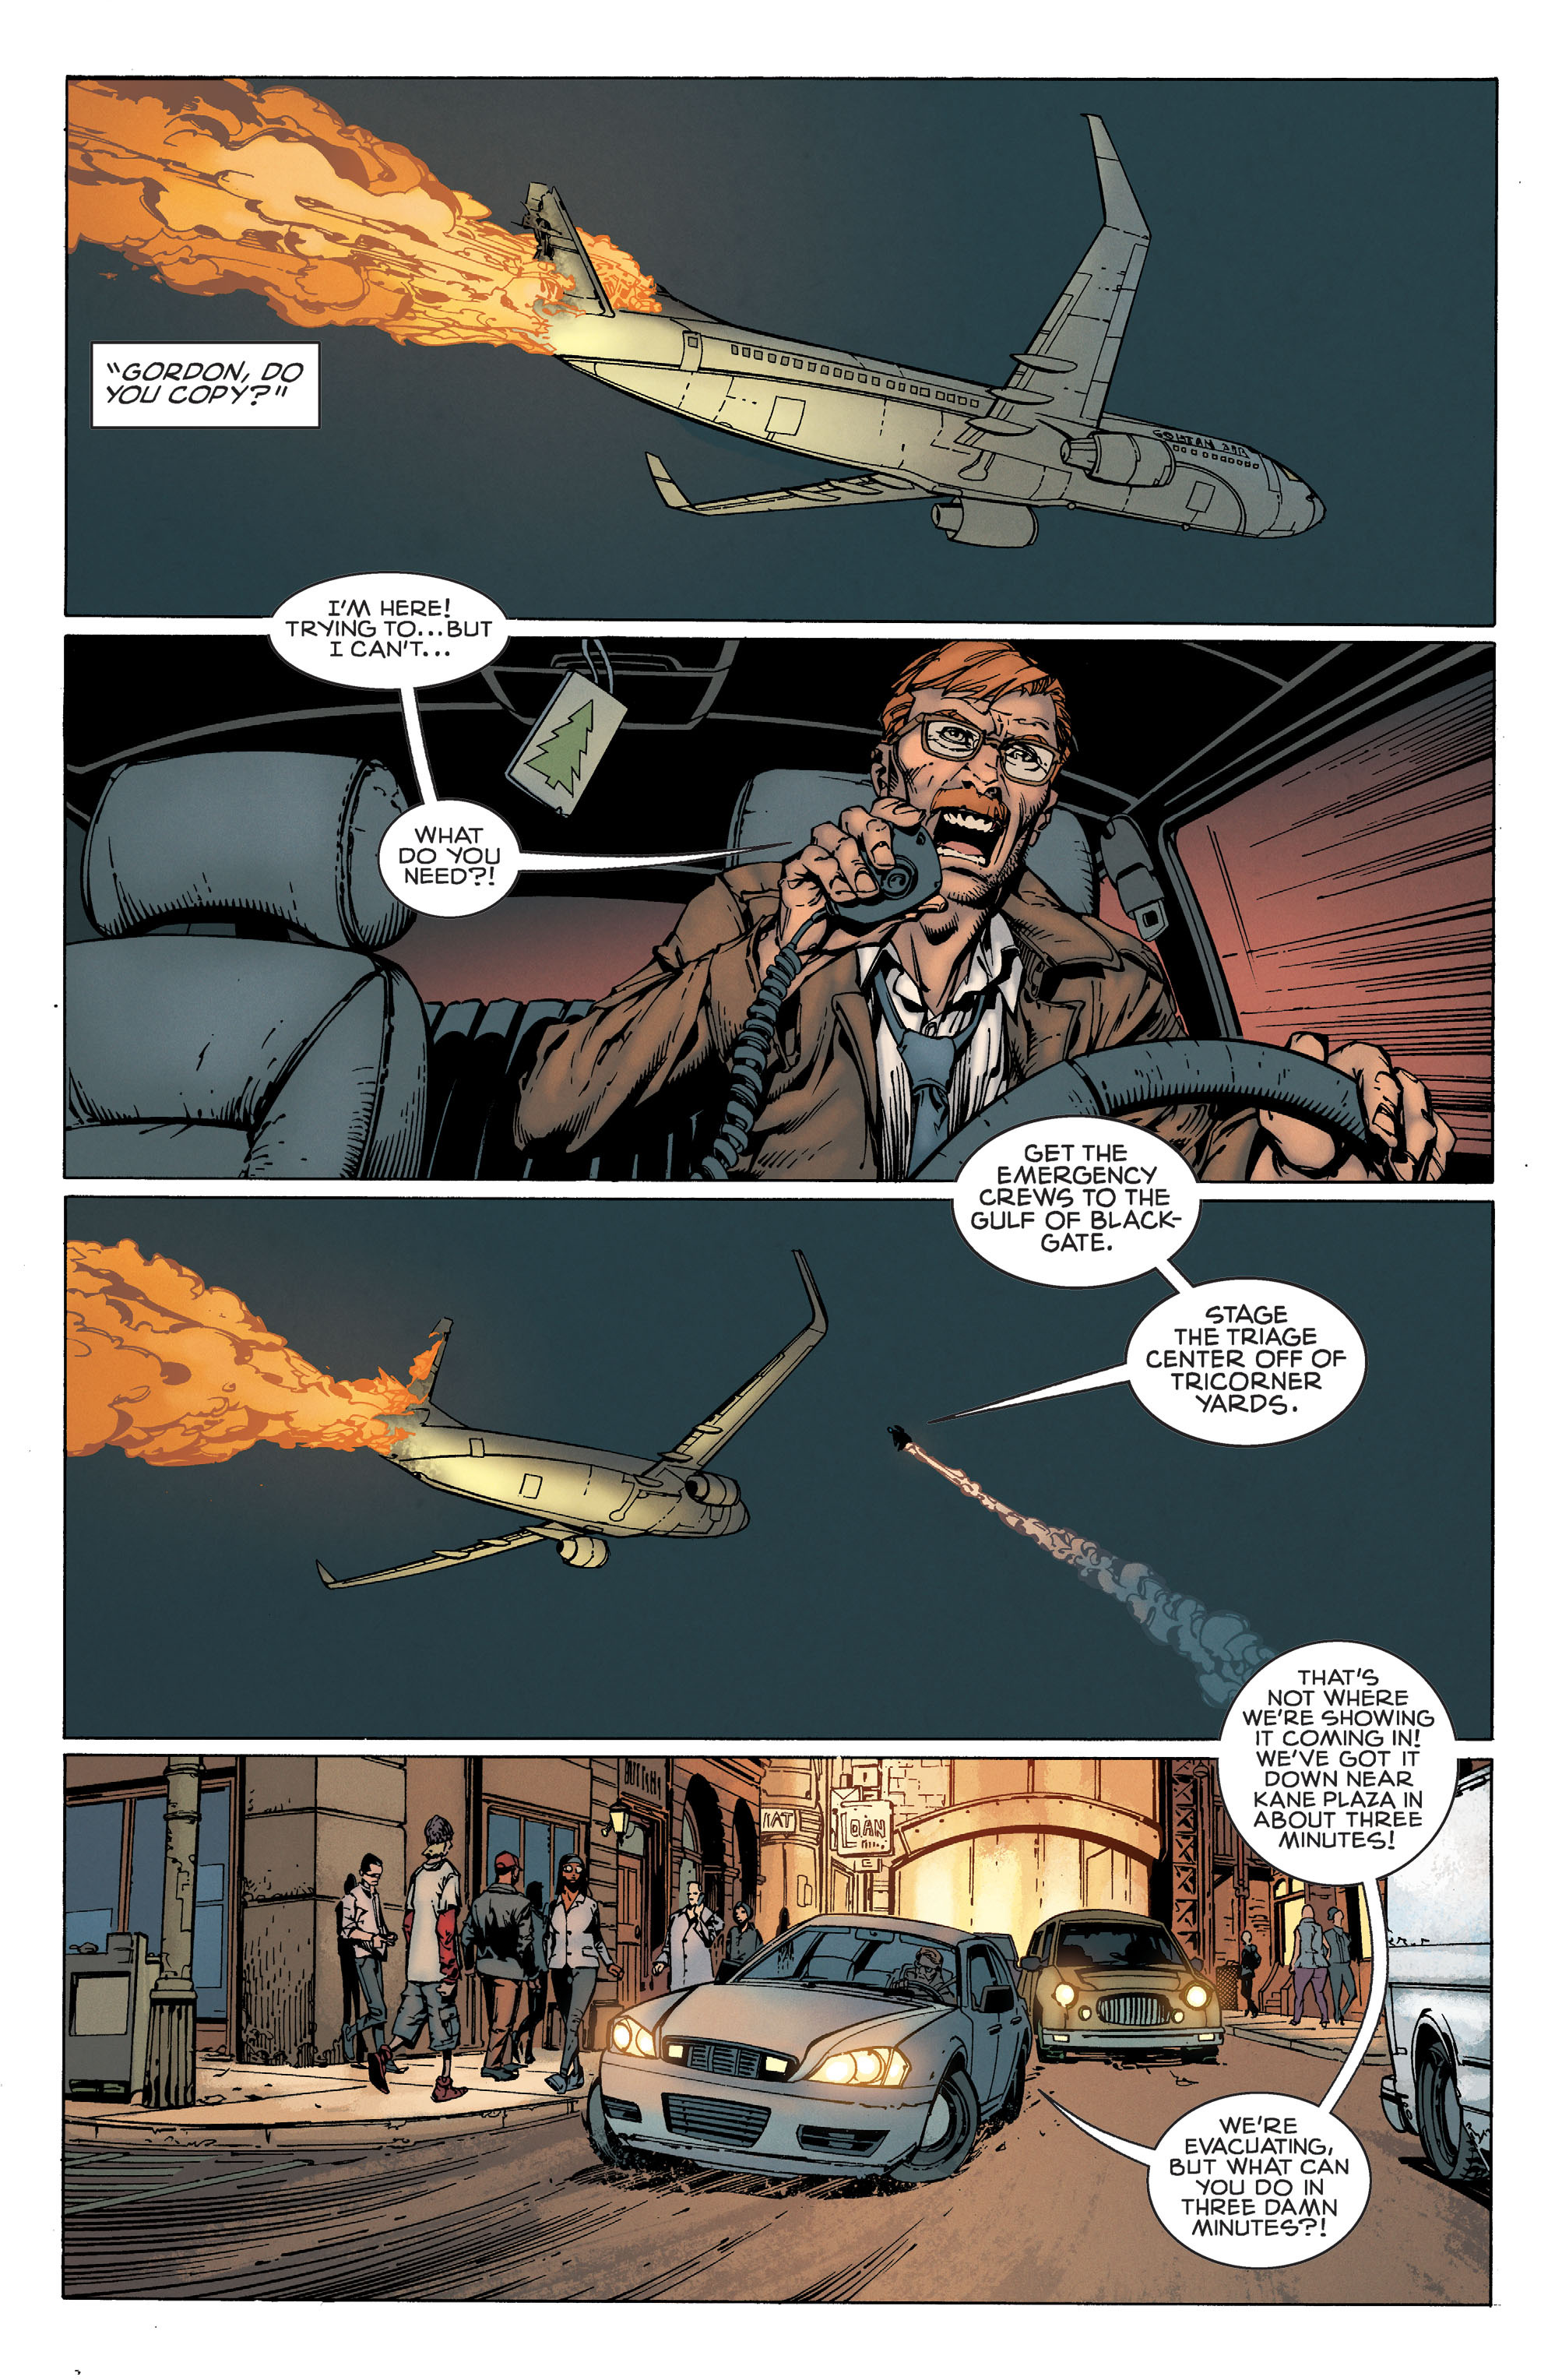 "GORDON, DO
YOU COPY?"
I'M HERE!
TRYING TO...BUT
I CAN'T...
WHAT
DO YOU
NEED?!
GET THE
EMERGENCY
CREWS TO THE
GULF OF BLACK-
GATE.
STAGE
THE TRIAGE
CENTER OFF OF
TRICORNER
YARDS.
THAT'S
NOT WHERE
WE'RE SHOWING
IT COMING IN!
WE'VE GOT IT
DOWN NEAR
KANE PLAZA IN
ABOUT THREE
MINUTES!
LOAN
WE'RE
EVACUATING,
BUT WHAT CAN
YOU DO IN
THREE DAMN
MINUTES?!